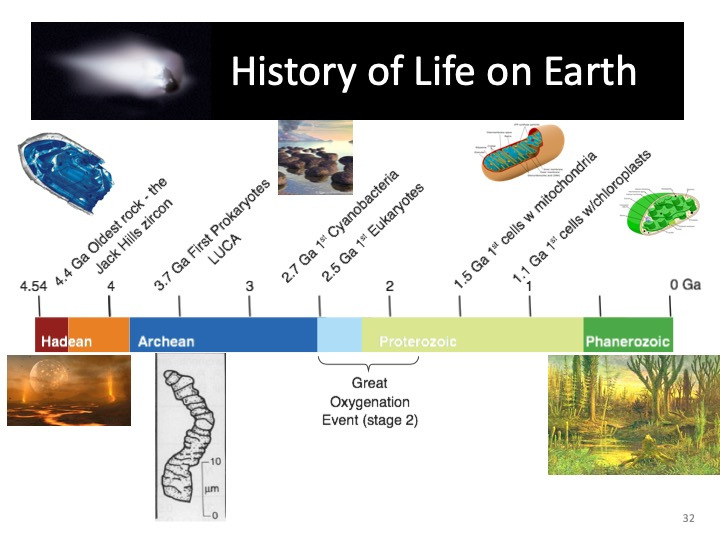 History of Life on Earth
4.4 Ga Oldest rock - the
Jack Hills zircon
3.7 Ga First Prokaryotes
LUCA
2.7 Ga 1st Cyanobacteria
2.5 Ga 1st Eukaryotes
1.5 Ga 1st cells w mitochondria
1.1 Ga 1st cells w/chloroplasts
4.54
4
3
2
1
0 Ga
Hadean
Archean
Proterozoic
Phanerozoic
Great
Oxygenation
Event (stage 2)
10
µm
0
32